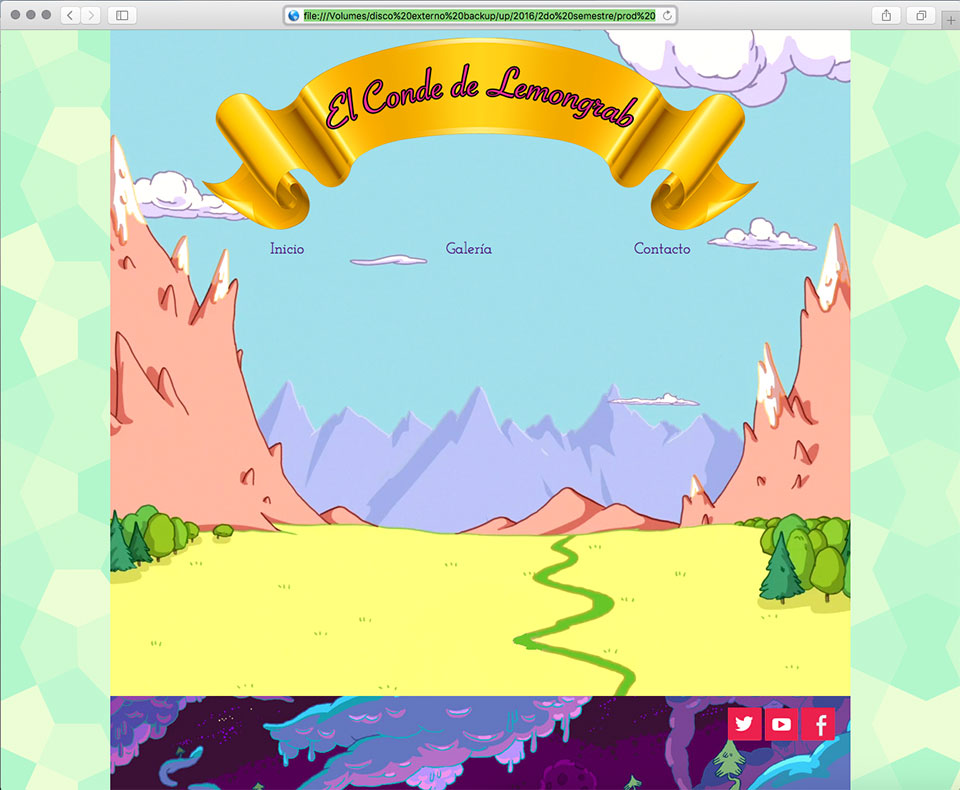 file:///Volumes/disco%20externo%20backup/up/2016/2do%20semestre/prod%20
El Conde de Lemongrab
Inicio Galería Contacto